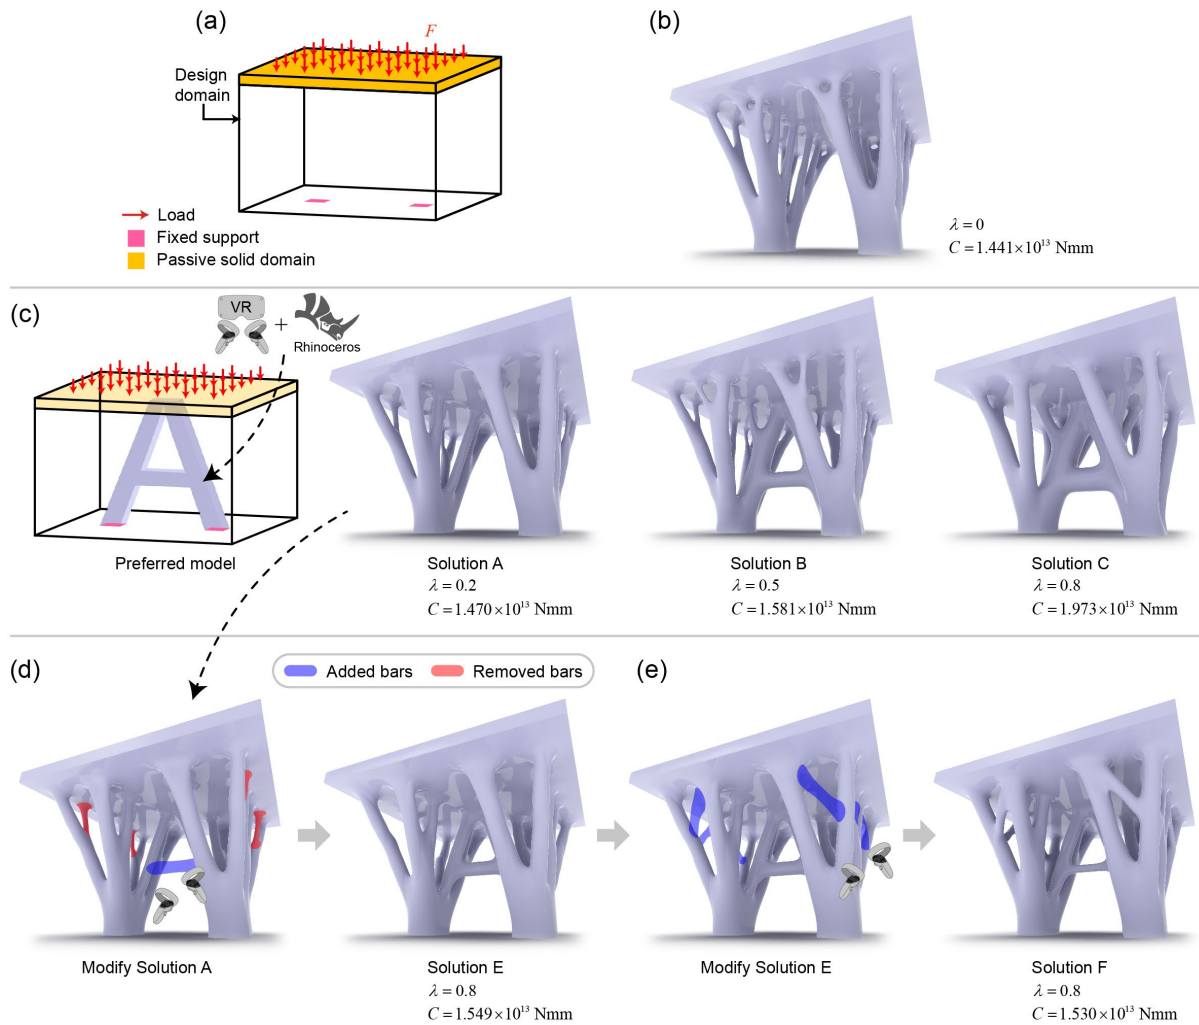 (a)
F
Design
domain
Load
Fixed support
Passive solid domain
(b)
λ = 0
C = 1.441×10¹³ Nmm
(c)
VR
+
Rhinoceros
Preferred model
Solution A
λ = 0.2
C = 1.470×10¹³ Nmm
Solution B
λ = 0.5
C = 1.581×10¹³ Nmm
Solution C
λ = 0.8
C = 1.973×10¹³ Nmm
(d)
Added bars Removed bars
(e)
Modify Solution A
Solution E
λ = 0.8
C = 1.549×10¹³ Nmm
Modify Solution E
Solution F
λ = 0.8
C = 1.530×10¹³ Nmm